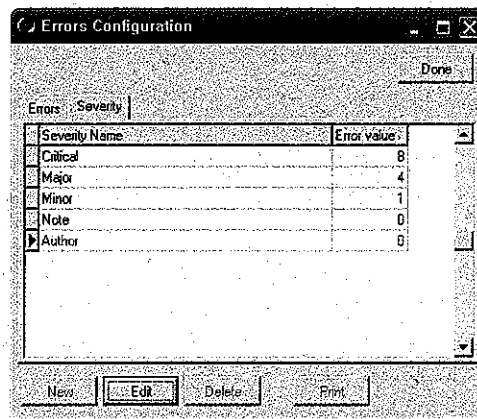 Errors Configuration
Done
Errors Severity
Severity Name Error value
Critical 8
Major 4
Minor 1
Note 0
Author 0
New Edit Delete Print